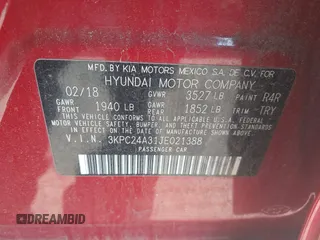 MFD. BY KIA MOTORS MEXICO S.A. DE C.V. FOR
HYUNDAI MOTOR COMPANY
02/18 GVWR 3527 LB PAINT R4R
GAWR FRONT 1940 LB GAWR REAR 1852 LB TRIM TRY
THIS VEHICLE CONFORMS TO ALL APPLICABLE
U.S. FEDERAL MOTOR VEHICLE SAFETY, BUMPER,
AND THEFT PREVENTION STANDARDS IN EFFECT
ON THE DATE OF MANUFACTURE SHOWN ABOVE.
V.I.N. 3KPC24A31JE021388
PASSENGER CAR
DEALERBAID